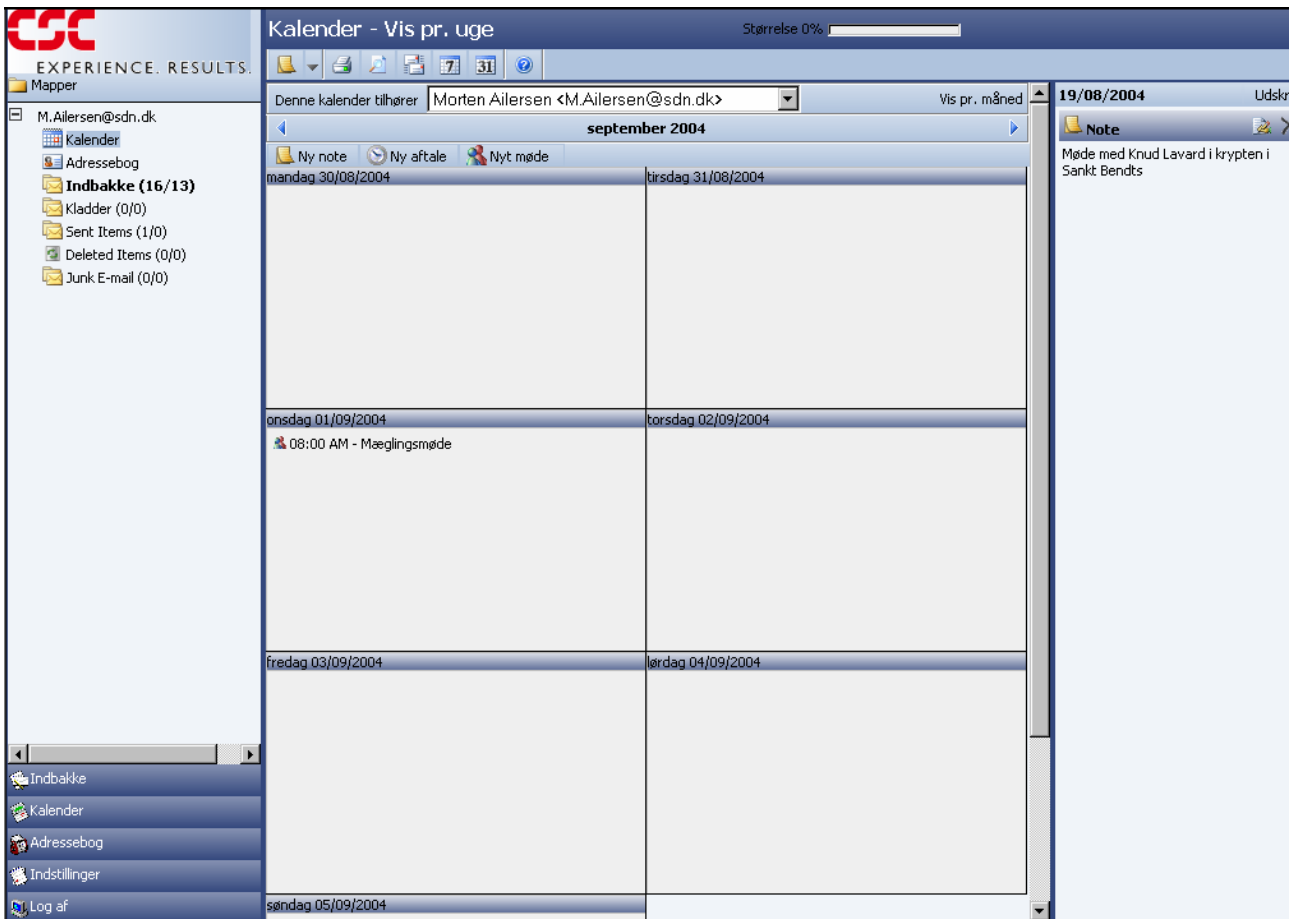 CSC
EXPERIENCE. RESULTS.
Mapper
M.Ailersen@sdn.dk
Kalender
Adressebog
Indbakke (16/13)
Kladder (0/0)
Sent Items (1/0)
Deleted Items (0/0)
Junk E-mail (0/0)
Indbakke
Kalender
Adressebog
Indstillinger
Log af
Kalender - Vis pr. uge
Størrelse 0%
7 31 ?
Denne kalender tilhører Morten Ailersen <M.Ailersen@sdn.dk> Vis pr. måned
september 2004
Ny note Ny aftale Nyt møde
mandag 30/08/2004 tirsdag 31/08/2004
onsdag 01/09/2004 torsdag 02/09/2004
08:00 AM - Mæglingsmøde
fredag 03/09/2004 lørdag 04/09/2004
søndag 05/09/2004
19/08/2004 Udskr
Note
Møde med Knud Lavard i krypten i
Sankt Bendts